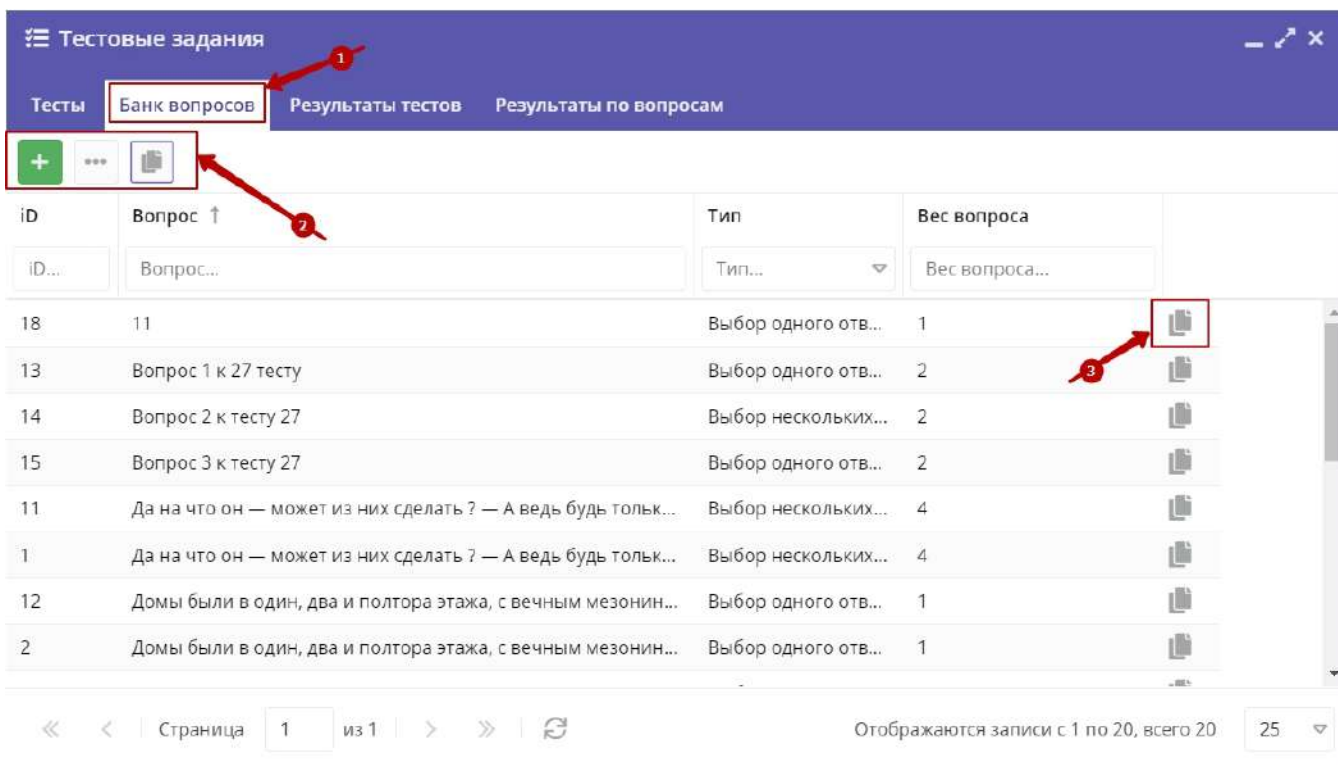 Тестовые задания
1
Тесты Банк вопросов Результаты тестов Результаты по вопросам
2
iD Вопрос ↑ Тип Вес вопроса
iD... Вопрос... Тип... Вес вопроса...
18 11 Выбор одного отв... 1
3
13 Вопрос 1 к 27 тесту Выбор одного отв... 2
14 Вопрос 2 к тесту 27 Выбор нескольких... 2
15 Вопрос 3 к тесту 27 Выбор одного отв... 2
11 Да на что он — может из них сделать ? — А ведь будь тольк... Выбор нескольких... 4
1 Да на что он — может из них сделать ? — А ведь будь тольк... Выбор нескольких... 4
12 Домы были в один, два и полтора этажа, с вечным мезонин... Выбор одного отв... 1
2 Домы были в один, два и полтора этажа, с вечным мезонин... Выбор одного отв... 1
Страница 1 из 1 Отображаются записи с 1 по 20, всего 20 25